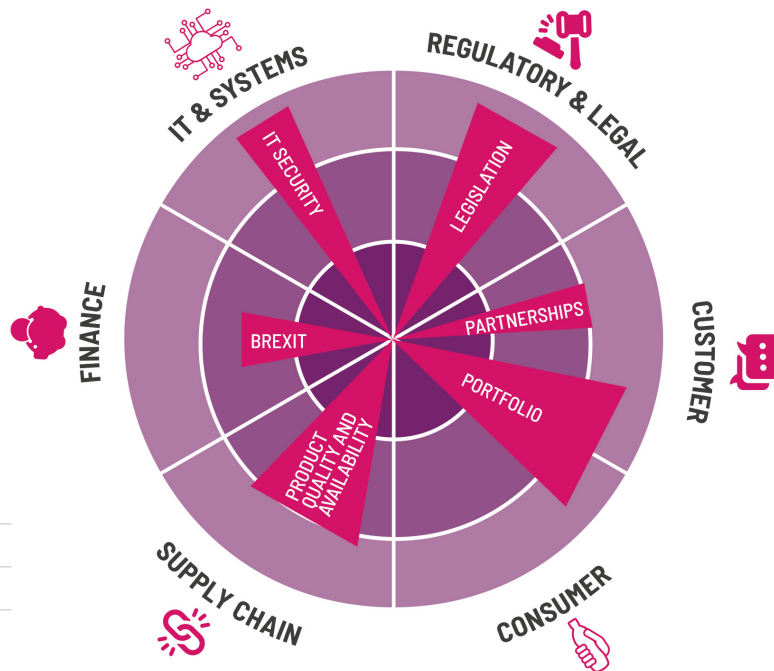 IT & SYSTEMS
REGULATORY & LEGAL
IT SECURITY
LEGISLATION
FINANCE
BREXIT
PARTNERSHIPS
CUSTOMER
PORTFOLIO
PRODUCT
QUALITY AND
AVAILABILITY
SUPPLY CHAIN
CONSUMER